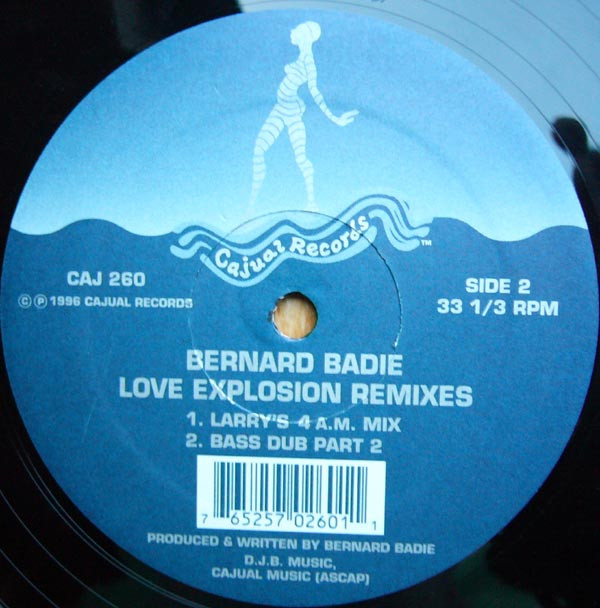 Cajual Records ™
CAJ 260
SIDE 2
© ℗ 1996 CAJUAL RECORDS
33 1/3 RPM
BERNARD BADIE
LOVE EXPLOSION REMIXES
1. LARRY'S 4 A.M. MIX
2. BASS DUB PART 2
7 65257 02601 1
PRODUCED & WRITTEN BY BERNARD BADIE
D.J.B. MUSIC,
CAJUAL MUSIC (ASCAP)